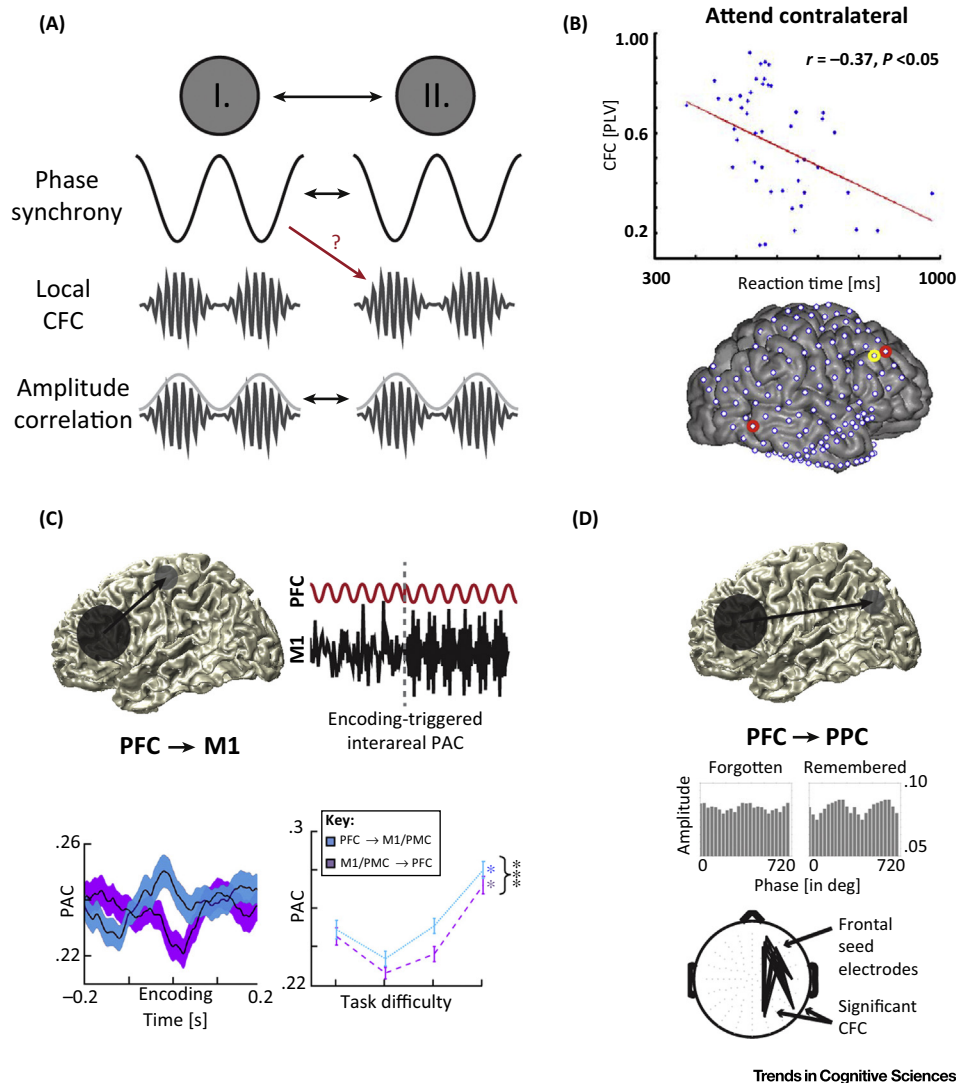 (A)
I.
II.
Phase
synchrony
?
Local
CFC
Amplitude
correlation
(B)
Attend contralateral
r = –0.37, P <0.05
CFC [PLV]
1.00
0.6
0.2
300
Reaction time [ms]
1000
(C)
PFC → M1
PFC
M1
Encoding-triggered
interareal PAC
PAC
.26
.22
–0.2
Encoding
0.2
Time [s]
Key:
PFC → M1/PMC
M1/PMC → PFC
PAC
.3
.22
*
*
***
Task difficulty
(D)
PFC → PPC
Forgotten
Remembered
Amplitude
.10
.05
0
720
0
720
Phase [in deg]
Frontal
seed
electrodes
Significant
CFC
Trends in Cognitive Sciences